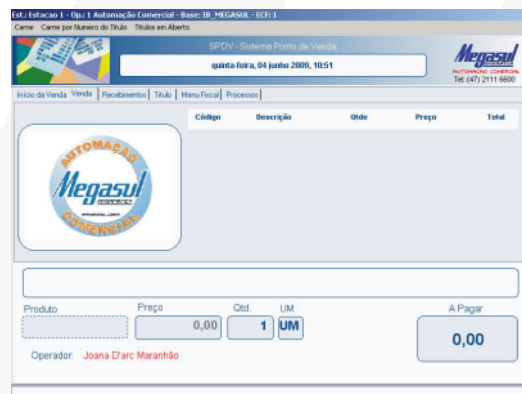 Est.: Estacao 1 - Op.: 1 Automação Comercial - Base: IB_MEGASUL - ECF: 1
Carne Carne por Numero do Titulo Titulos em Aberto
SPDV - Sistema Ponto de Venda
quinta-feira, 04 junho 2009, 10:51
Megasul
AUTOMAÇÃO COMERCIAL
Tel: (47) 2111 6600
Início da Venda Venda Recebimentos Titulo Menu Fiscal Processos
Código Descrição Qtde Preço Total
AUTOMAÇÃO
Megasul
COMERCIAL
Produto Preço Qtd. UM A Pagar
0,00 1 UM 0,00
Operador: Joana D'arc Maranhão